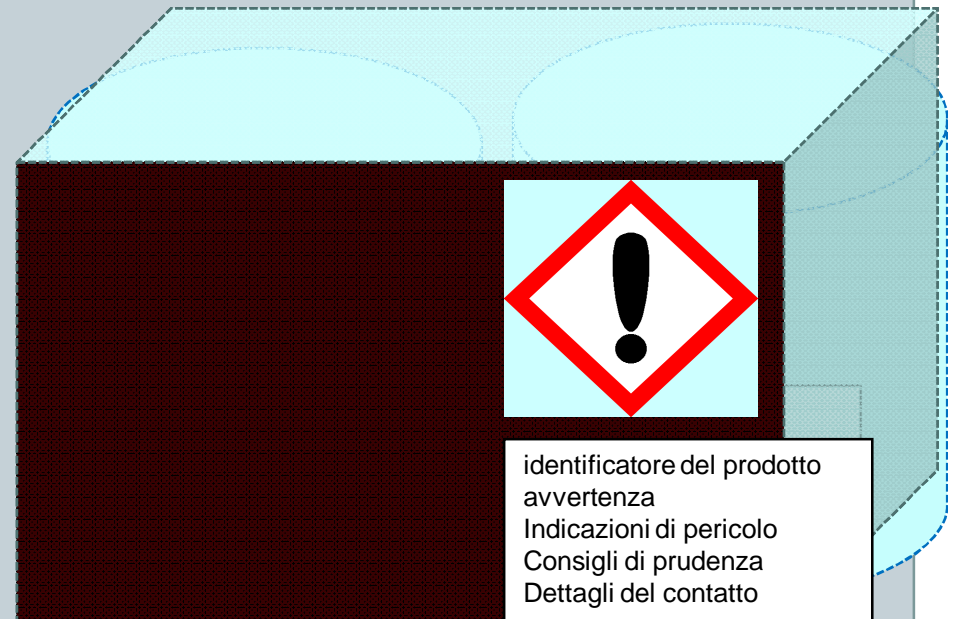 identificatore del prodotto
avvertenza
Indicazioni di pericolo
Consigli di prudenza
Dettagli del contatto